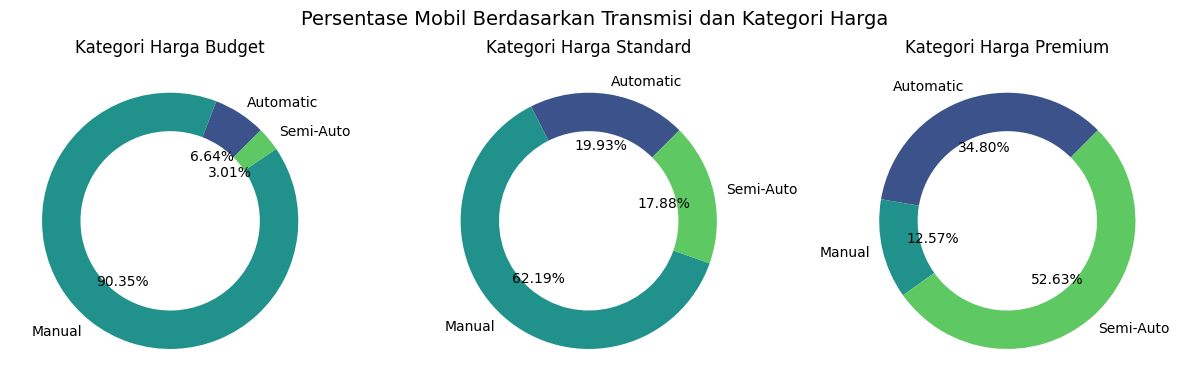 Persentase Mobil Berdasarkan Transmisi dan Kategori Harga
Kategori Harga Budget
Automatic
Semi-Auto
6.64%
3.01%
90.35%
Manual
Kategori Harga Standard
Automatic
19.93%
Semi-Auto
17.88%
62.19%
Manual
Kategori Harga Premium
Automatic
34.80%
Manual
12.57%
52.63%
Semi-Auto